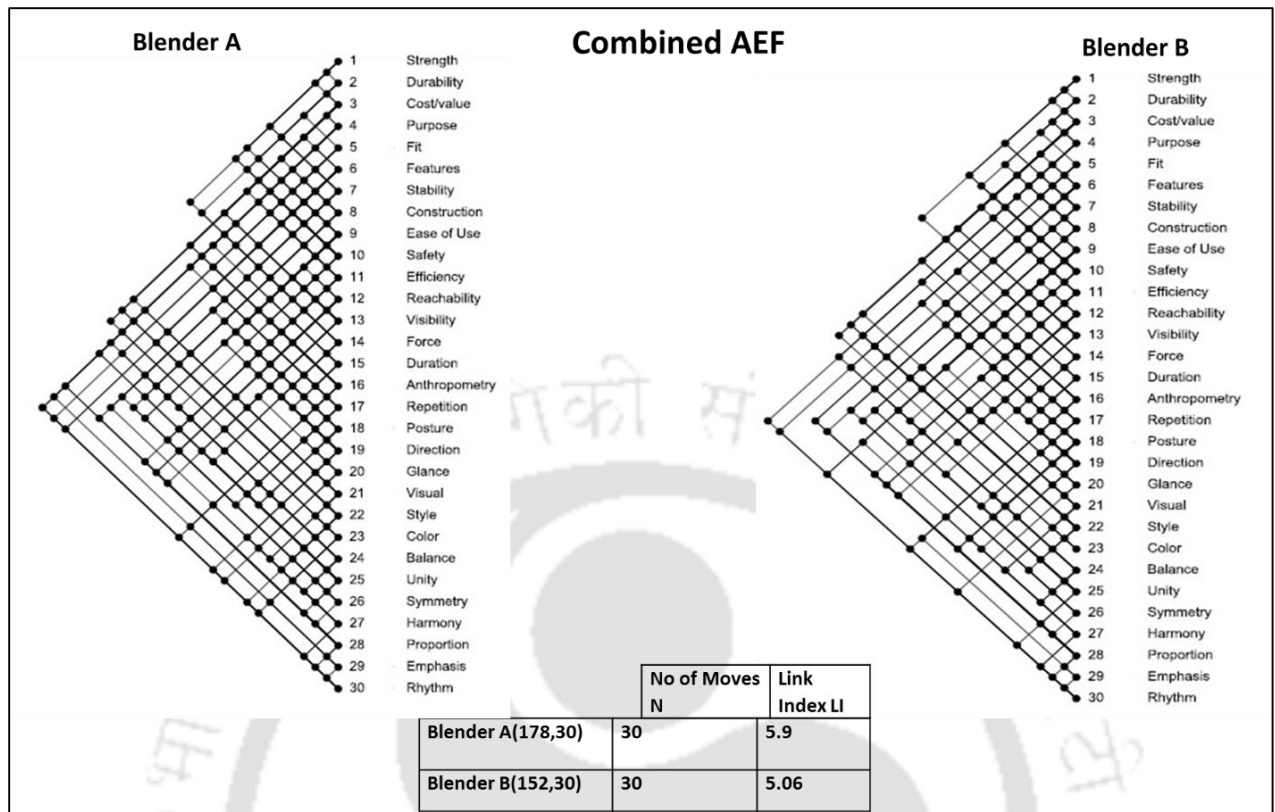 Combined AEF
Blender A
1 Strength
2 Durability
3 Cost/value
4 Purpose
5 Fit
6 Features
7 Stability
8 Construction
9 Ease of Use
10 Safety
11 Efficiency
12 Reachability
13 Visibility
14 Force
15 Duration
16 Anthropometry
17 Repetition
18 Posture
19 Direction
20 Glance
21 Visual
22 Style
23 Color
24 Balance
25 Unity
26 Symmetry
27 Harmony
28 Proportion
29 Emphasis
30 Rhythm
Blender B
1 Strength
2 Durability
3 Cost/value
4 Purpose
5 Fit
6 Features
7 Stability
8 Construction
9 Ease of Use
10 Safety
11 Efficiency
12 Reachability
13 Visibility
14 Force
15 Duration
16 Anthropometry
17 Repetition
18 Posture
19 Direction
20 Glance
21 Visual
22 Style
23 Color
24 Balance
25 Unity
26 Symmetry
27 Harmony
28 Proportion
29 Emphasis
30 Rhythm
No of Moves N Link Index LI
Blender A(178,30) 30 5.9
Blender B(152,30) 30 5.06